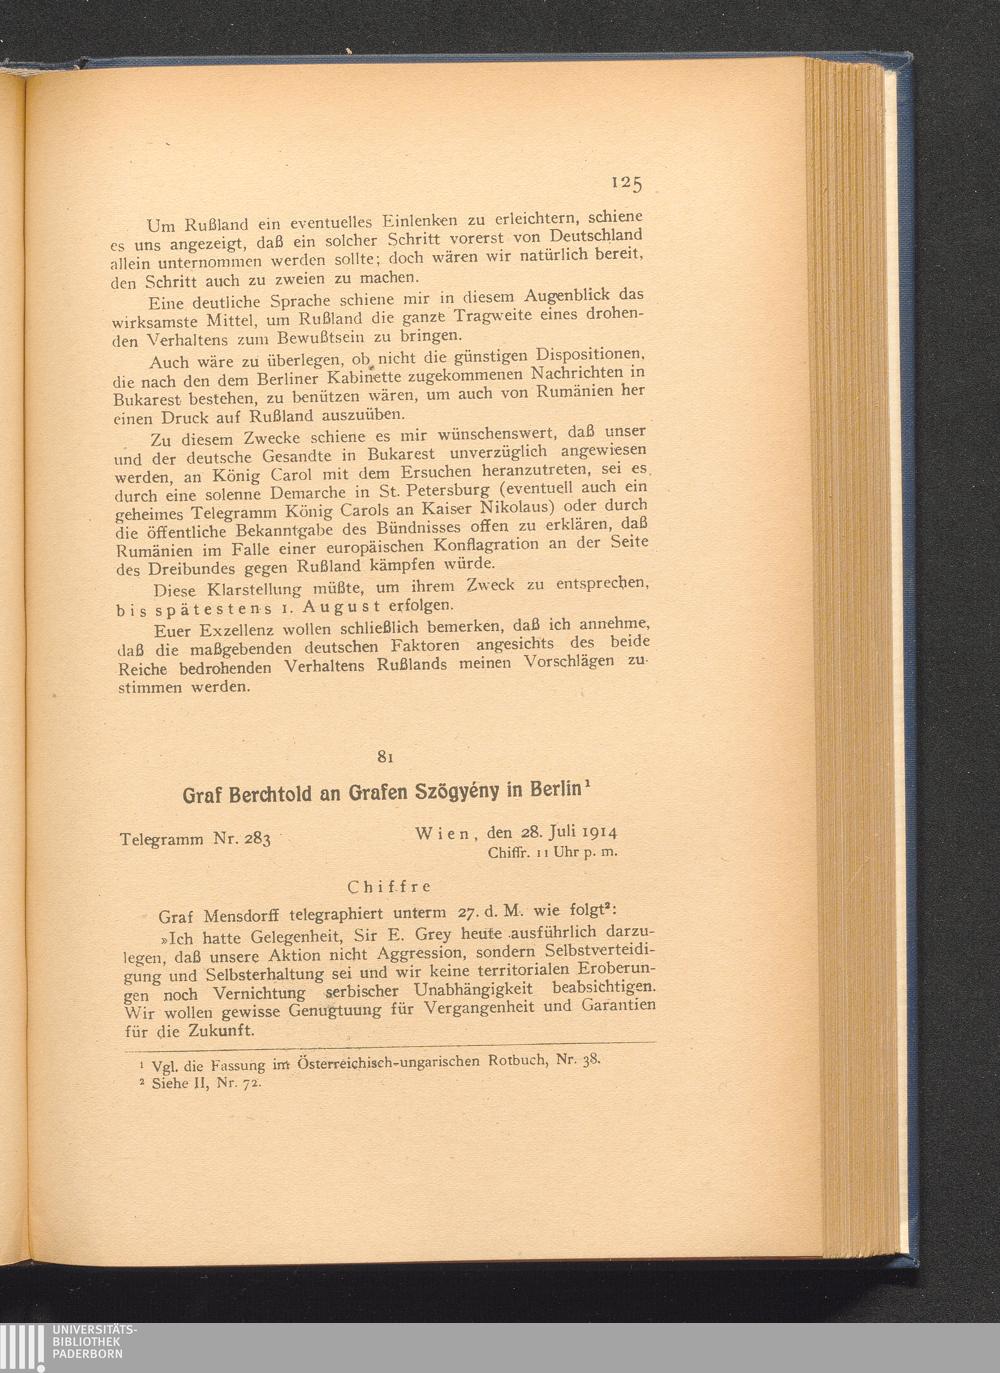 125
Um Rußland ein eventuelles Einlenken zu erleichtern, schiene
es uns angezeigt, daß ein solcher Schritt vorerst von Deutschland
allein unternommen werden sollte; doch wären wir natürlich bereit,
den Schritt auch zu zweien zu machen.
Eine deutliche Sprache schiene mir in diesem Augenblick das
wirksamste Mittel, um Rußland die ganze Tragweite eines drohen-
den Verhaltens zum Bewußtsein zu bringen.
Auch wäre zu überlegen, ob nicht die günstigen Dispositionen,
die nach den dem Berliner Kabinette zugekommenen Nachrichten in
Bukarest bestehen, zu benützen wären, um auch von Rumänien her
einen Druck auf Rußland auszuüben.
Zu diesem Zwecke schiene es mir wünschenswert, daß unser
und der deutsche Gesandte in Bukarest unverzüglich angewiesen
werden, an König Carol mit dem Ersuchen heranzutreten, sei es
durch eine solenne Demarche in St. Petersburg (eventuell auch ein
geheimes Telegramm König Carols an Kaiser Nikolaus) oder durch
die öffentliche Bekanntgabe des Bündnisses offen zu erklären, daß
Rumänien im Falle einer europäischen Konflagration an der Seite
des Dreibundes gegen Rußland kämpfen würde.
Diese Klarstellung müßte, um ihrem Zweck zu entsprechen,
bis spätestens 1. August erfolgen.
Euer Exzellenz wollen schließlich bemerken, daß ich annehme,
daß die maßgebenden deutschen Faktoren angesichts des beide
Reiche bedrohenden Verhaltens Rußlands meinen Vorschlägen zu-
stimmen werden.
81
Graf Berchtold an Grafen Szögyény in Berlin¹
Telegramm Nr. 283
Wien, den 28. Juli 1914
Chiffr. 11 Uhr p. m.
Chiffre
Graf Mensdorff telegraphiert unterm 27. d. M. wie folgt²:
»Ich hatte Gelegenheit, Sir E. Grey heute ausführlich darzu-
legen, daß unsere Aktion nicht Aggression, sondern Selbstverteidi-
gung und Selbsterhaltung sei und wir keine territorialen Eroberun-
gen noch Vernichtung serbischer Unabhängigkeit beabsichtigen.
Wir wollen gewisse Genugtuung für Vergangenheit und Garantien
für die Zukunft.
¹ Vgl. die Fassung im Österreichisch-ungarischen Rotbuch, Nr. 38.
² Siehe II, Nr. 72.
UNIVERSITÄTS-
BIBLIOTHEK
PADERBORN